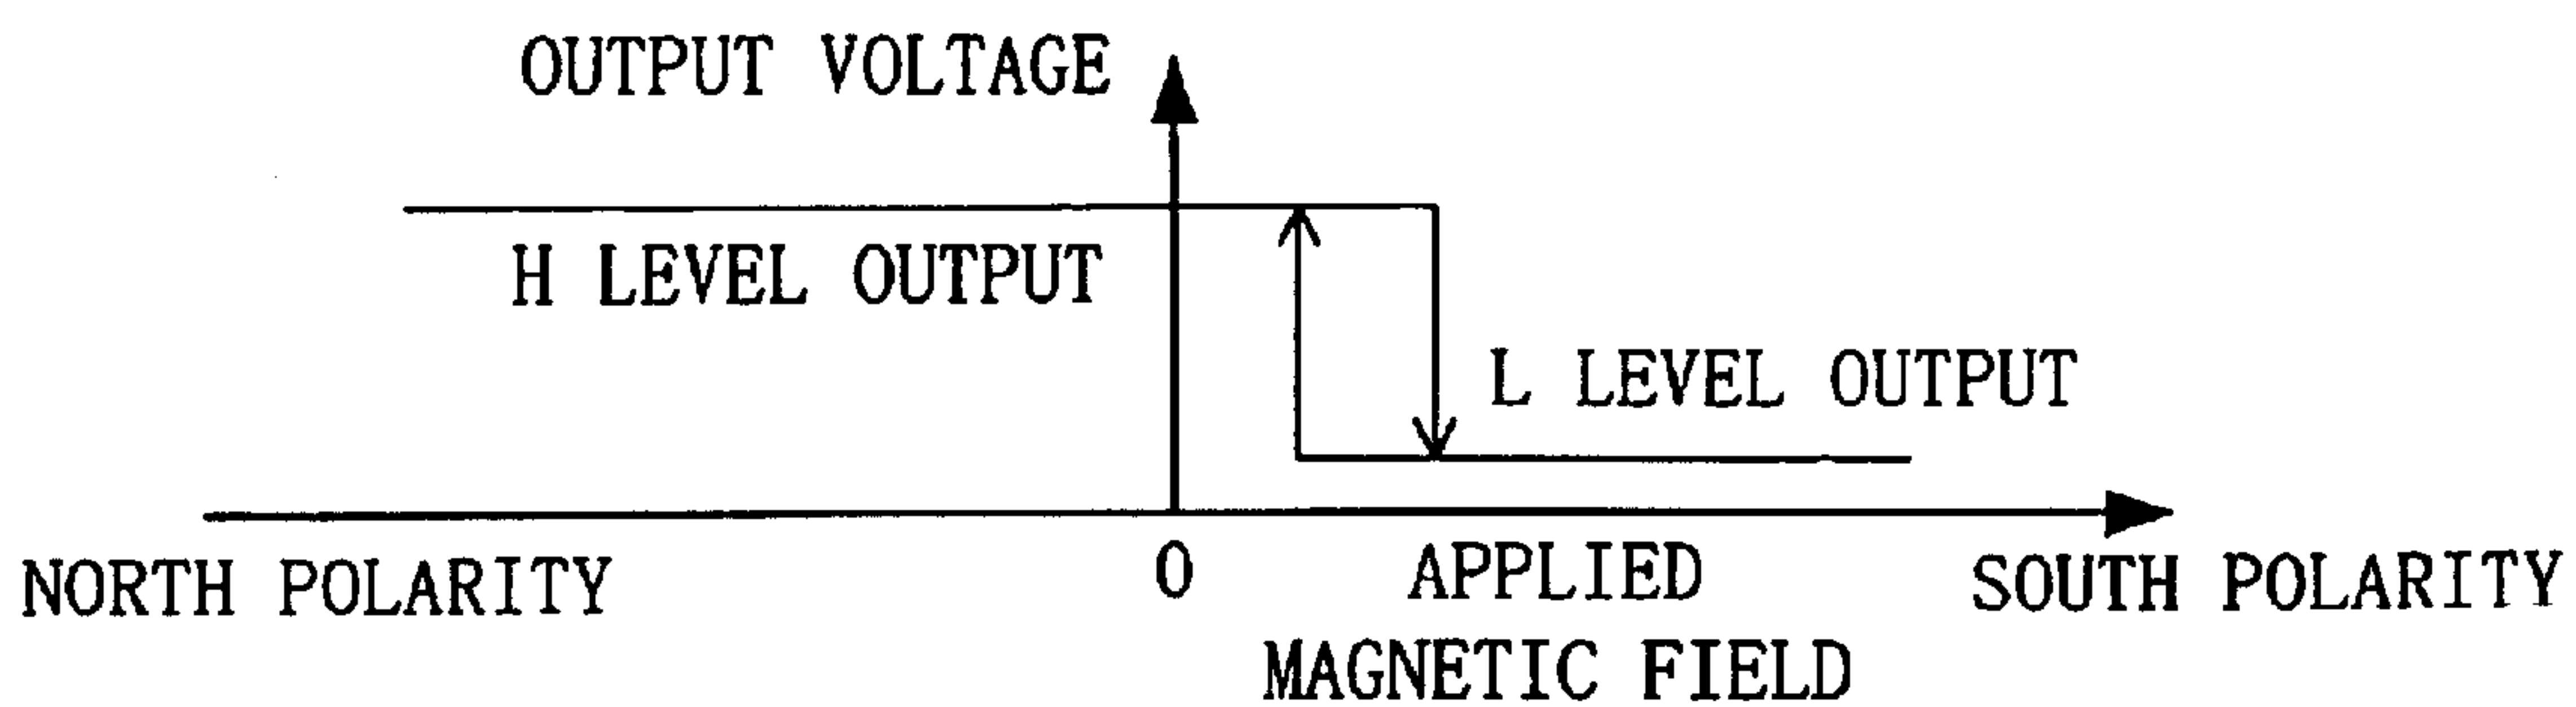 OUTPUT VOLTAGE
H LEVEL OUTPUT
L LEVEL OUTPUT
NORTH POLARITY
0
APPLIED
MAGNETIC FIELD
SOUTH POLARITY